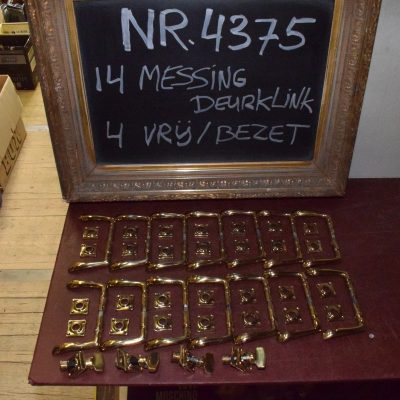 NR. 4375
14 MESSING
DEURKLINK
4 VRIJ/BEZET